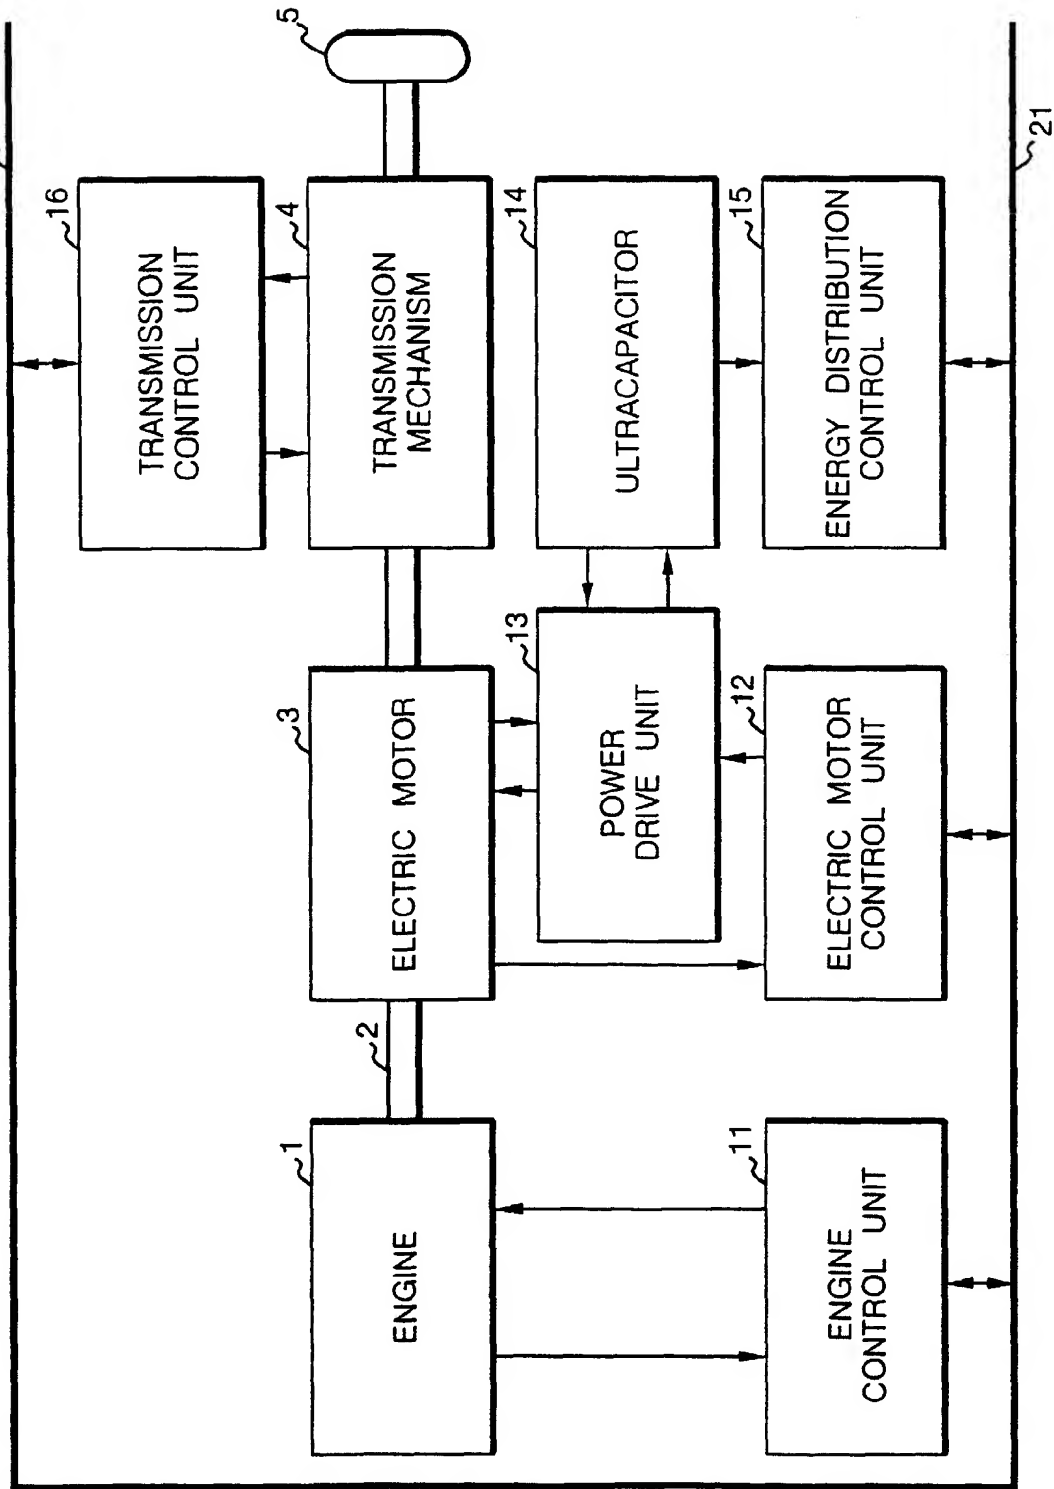 1
ENGINE
2
3
ELECTRIC MOTOR
4
TRANSMISSION
MECHANISM
5
16
TRANSMISSION
CONTROL UNIT
13
POWER
DRIVE UNIT
14
ULTRACAPACITOR
11
ENGINE
CONTROL UNIT
12
ELECTRIC MOTOR
CONTROL UNIT
15
ENERGY DISTRIBUTION
CONTROL UNIT
21